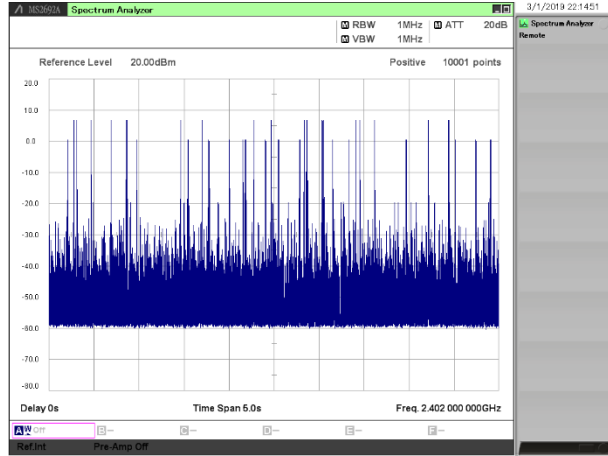 MS2692A Spectrum Analyzer
3/1/2019 22:14:51
M RBW 1MHz M ATT 20dB
M VBW 1MHz
Spectrum Analyzer
Remote
Reference Level 20.00dBm Positive 10001 points
20.0
10.0
0.0
-10.0
-20.0
-30.0
-40.0
-50.0
-60.0
-70.0
-80.0
Delay 0s Time Span 5.0s Freq. 2.402 000 000GHz
A W Off B- C- D- E- F-
Ref.Int Pre-Amp Off